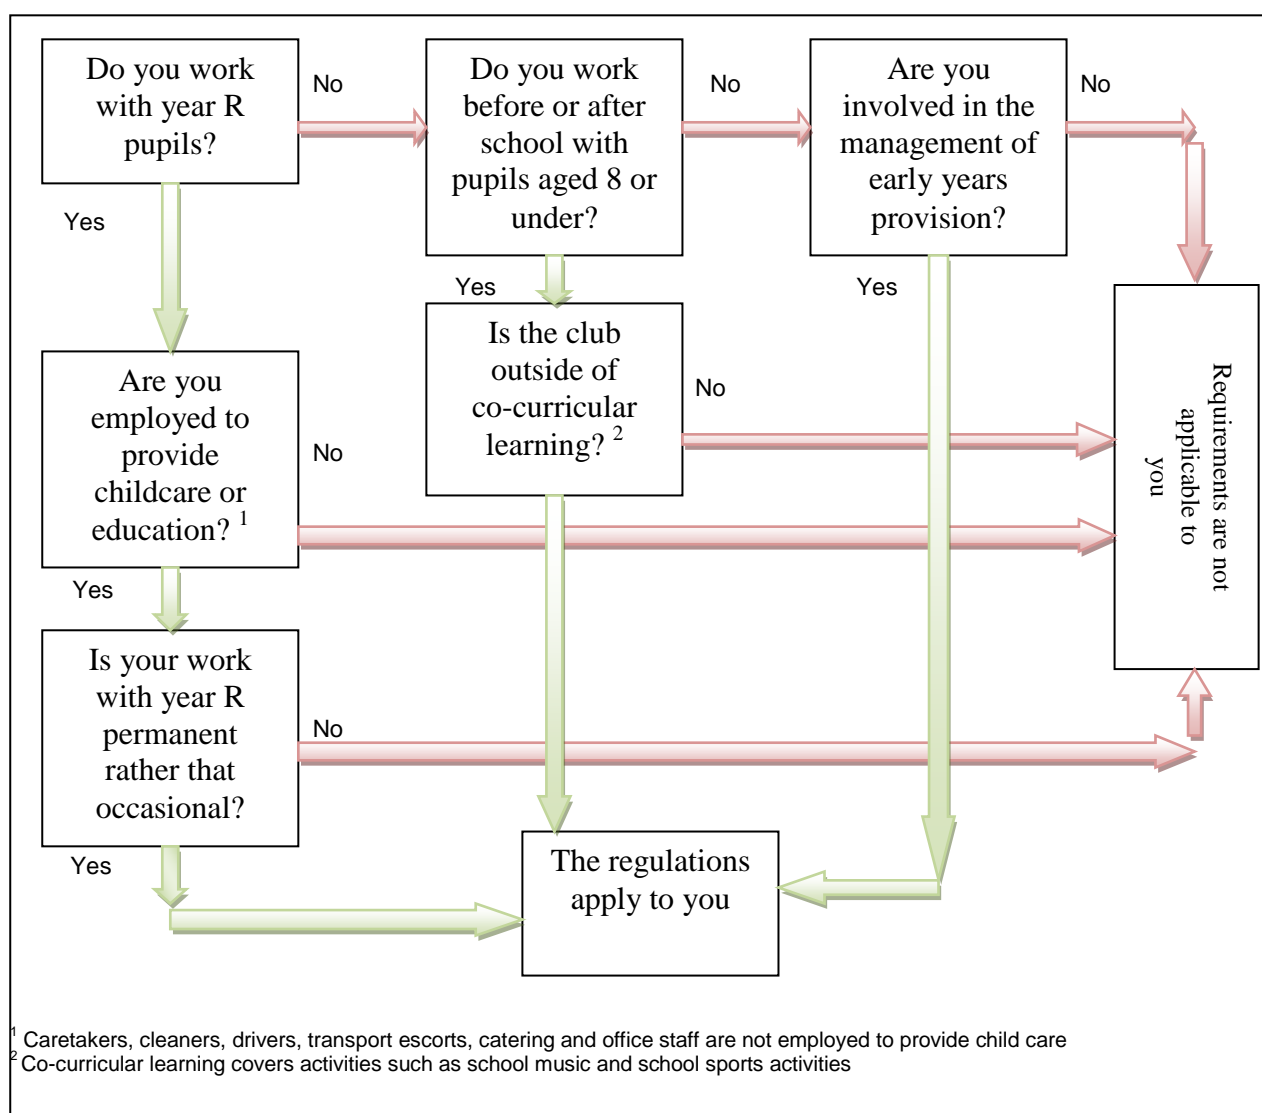 Do you work
with year R
pupils?
No
Do you work
before or after
school with
pupils aged 8 or
under?
No
Are you
involved in the
management of
early years
provision?
No
Yes
Yes
Yes
Is the club
outside of
co-curricular
learning? 2
No
Requirements are not
applicable to
you
Are you
employed to
provide
childcare or
education? 1
No
Yes
Is your work
with year R
permanent
rather that
occasional?
No
Yes
The regulations
apply to you
1 Caretakers, cleaners, drivers, transport escorts, catering and office staff are not employed to provide child care
2 Co-curricular learning covers activities such as school music and school sports activities